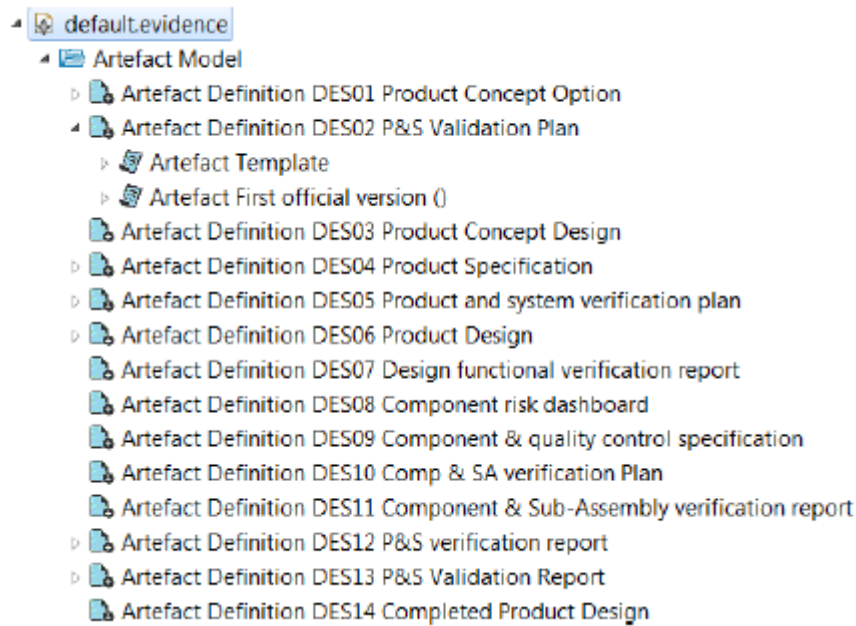 default.evidence
Artefact Model
Artefact Definition DES01 Product Concept Option
Artefact Definition DES02 P&S Validation Plan
Artefact Template
Artefact First official version ()
Artefact Definition DES03 Product Concept Design
Artefact Definition DES04 Product Specification
Artefact Definition DES05 Product and system verification plan
Artefact Definition DES06 Product Design
Artefact Definition DES07 Design functional verification report
Artefact Definition DES08 Component risk dashboard
Artefact Definition DES09 Component & quality control specification
Artefact Definition DES10 Comp & SA verification Plan
Artefact Definition DES11 Component & Sub-Assembly verification report
Artefact Definition DES12 P&S verification report
Artefact Definition DES13 P&S Validation Report
Artefact Definition DES14 Completed Product Design